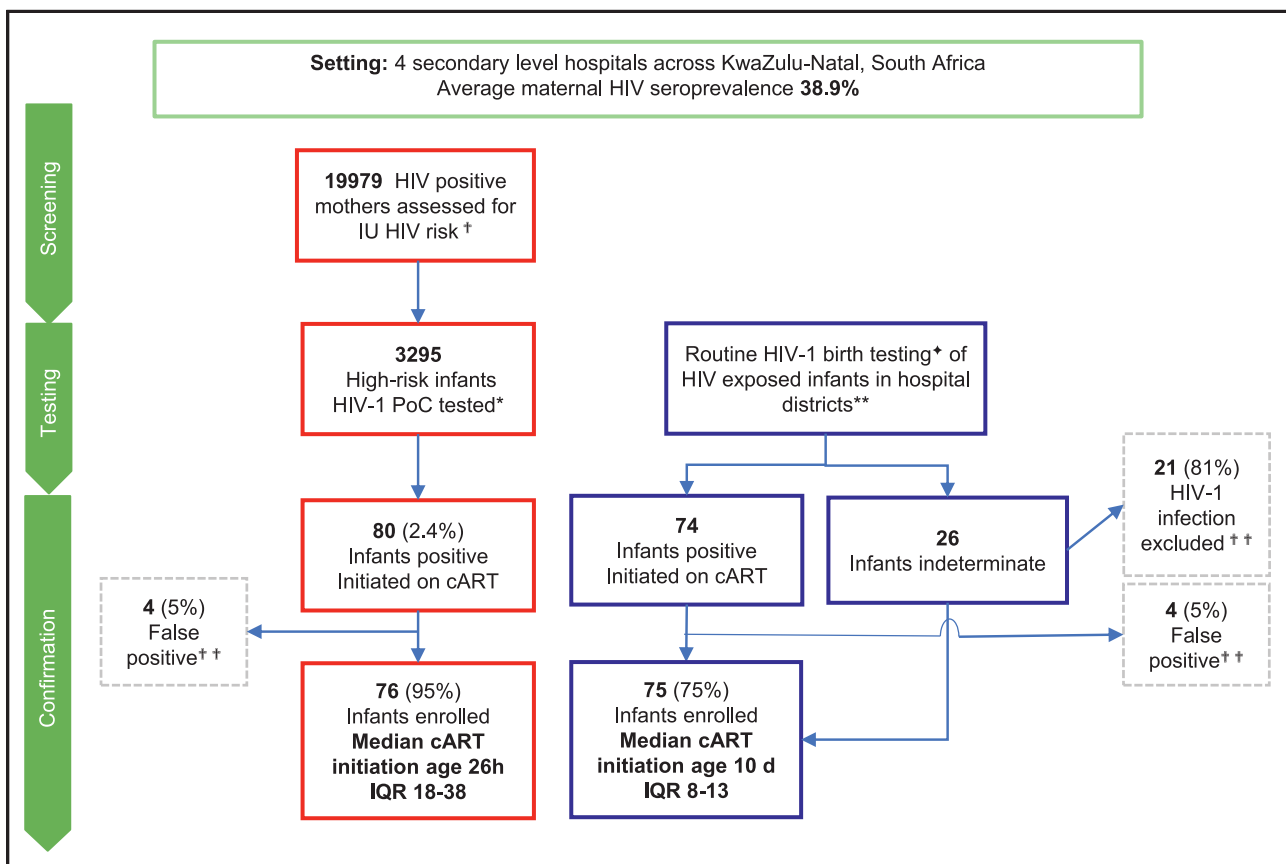 Setting: 4 secondary level hospitals across KwaZulu-Natal, South Africa
Average maternal HIV seroprevalence 38.9%
Screening
19979 HIV positive
mothers assessed for
IU HIV risk †
Testing
3295
High-risk infants
HIV-1 PoC tested*
Routine HIV-1 birth testing✦ of
HIV exposed infants in hospital
districts**
Confirmation
80 (2.4%)
Infants positive
Initiated on cART
74
Infants positive
Initiated on cART
26
Infants indeterminate
21 (81%)
HIV-1
infection
excluded ††
4 (5%)
False
positive††
4 (5%)
False
positive††
76 (95%)
Infants enrolled
Median cART
initiation age 26h
IQR 18-38
75 (75%)
Infants enrolled
Median cART
initiation age 10 d
IQR 8-13